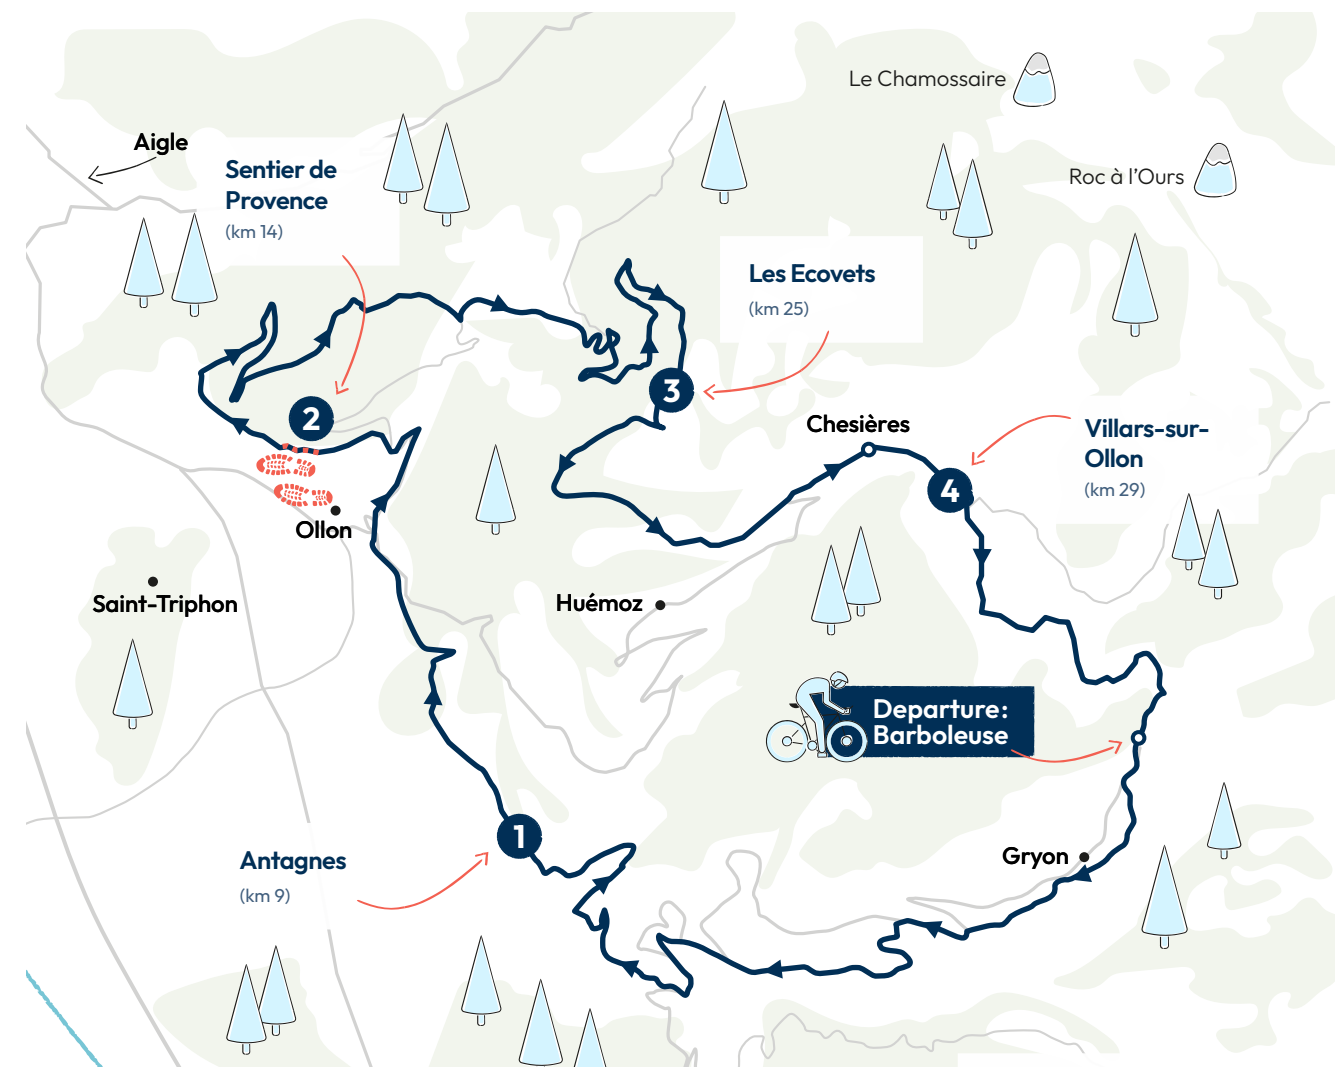 Le Chamossaire
Aigle
Sentier de
Provence
(km 14)
Roc à l'Ours
Les Ecovets
(km 25)
2
3
Chesières
Villars-sur-
Ollon
(km 29)
4
Ollon
Saint-Triphon
Huémoz
Departure:
Barboleuse
1
Antagnes
(km 9)
Gryon